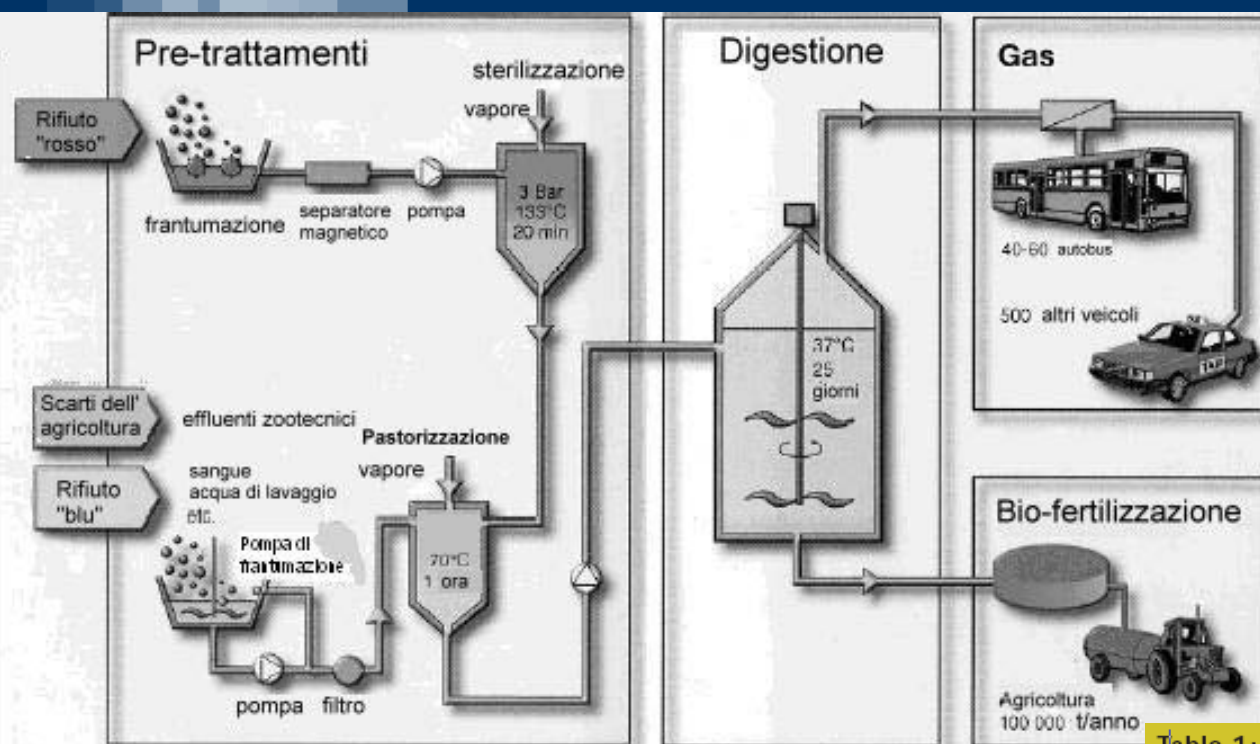 Pre-trattamenti
sterilizzazione
vapore
Rifiuto
"rosso"
frantumazione
separatore
magnetico
pompa
3 Bar
133°C
20 min
Scarti dell'
agricoltura
effluenti zootecnici
Rifiuto
"blu"
sangue
acqua di lavaggio
etc.
Pastorizzazione
vapore
Pompa di
frantumazione
70°C
1 ora
pompa
filtro
Digestione
37°C
25
giorni
Gas
40-60 autobus
500 altri veicoli
TAXI
Bio-fertilizzazione
Agricoltura
100 000 t/anno